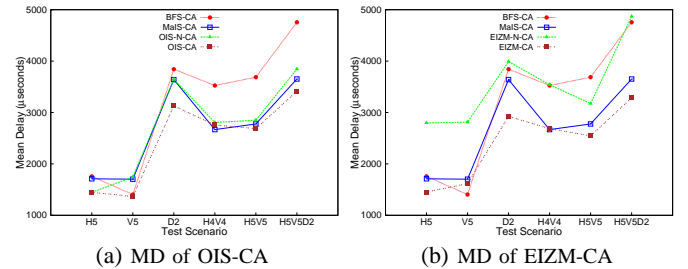 5000
4000
3000
2000
1000
Mean Delay (μseconds)
BFS-CA
MaIS-CA
OIS-N-CA
OIS-CA
H5 V5 D2 H4V4 H5V5 H5V5D2
Test Scenario
(a) MD of OIS-CA
5000
4000
3000
2000
1000
Mean Delay (μseconds)
BFS-CA
MaIS-CA
EIZM-N-CA
EIZM-CA
H5 V5 D2 H4V4 H5V5 H5V5D2
Test Scenario
(b) MD of EIZM-CA